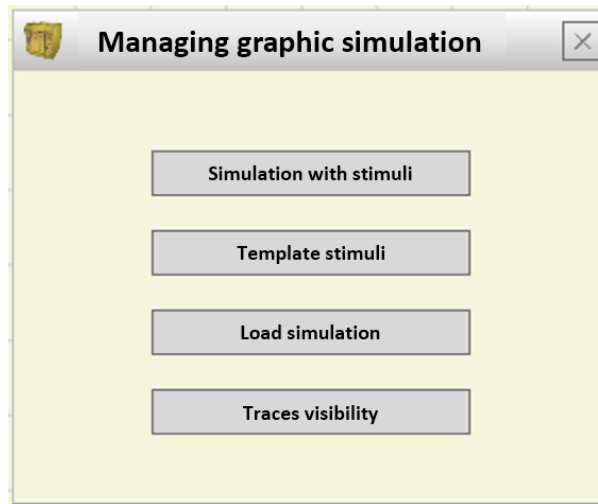 Managing graphic simulation
Simulation with stimuli
Template stimuli
Load simulation
Traces visibility